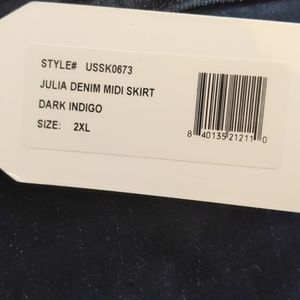 STYLE# USSK0673
JULIA DENIM MIDI SKIRT
DARK INDIGO
SIZE: 2XL
8 40135 21211 0